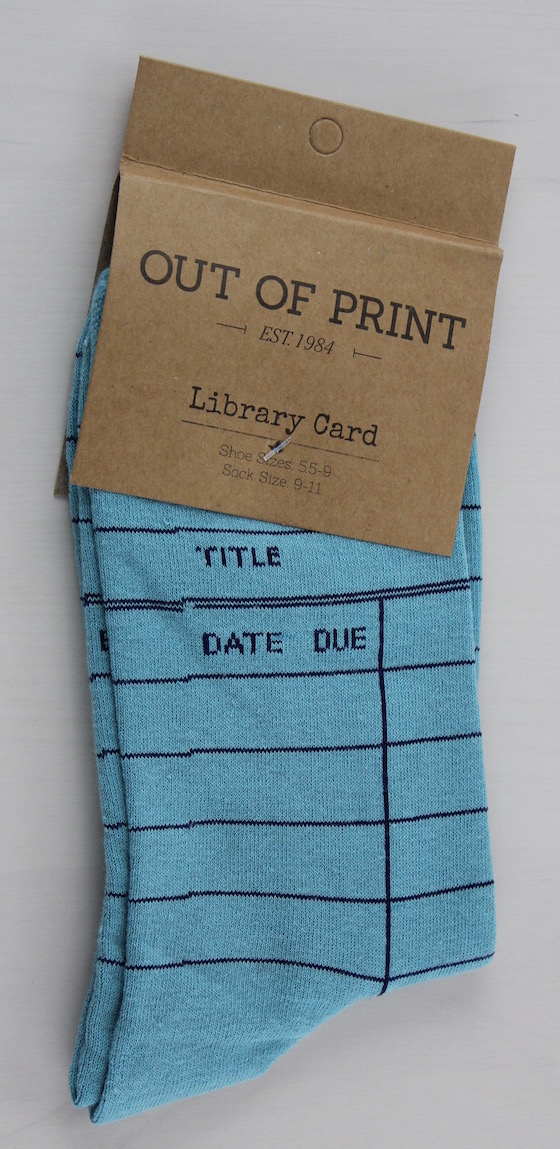 OUT OF PRINT
EST. 1984
Library Card
Shoe Sizes: 5.5-9
Sock Size: 9-11
TITLE
DATE DUE